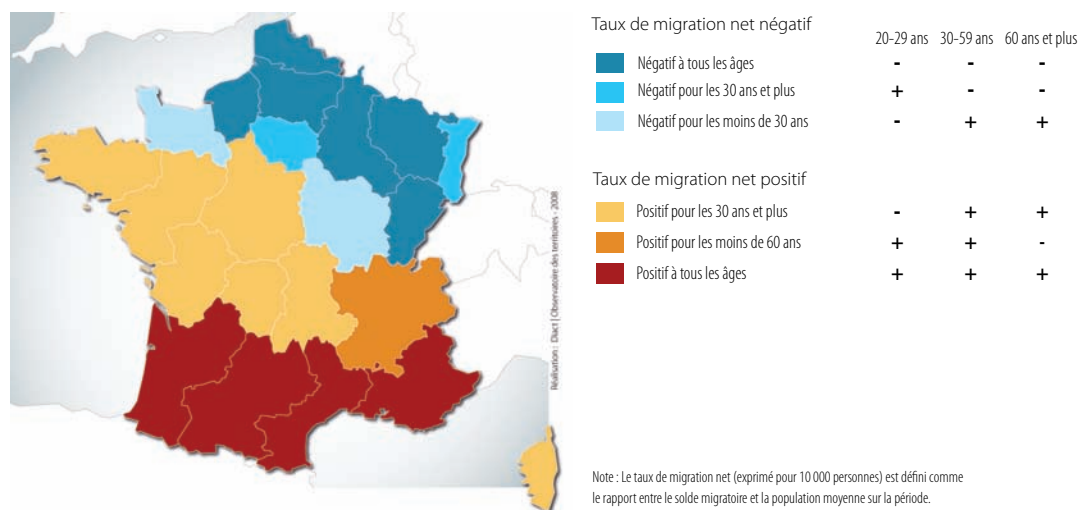 Taux de migration net négatif
20-29 ans 30-59 ans 60 ans et plus
Négatif à tous les âges - - -
Négatif pour les 30 ans et plus + - -
Négatif pour les moins de 30 ans - + +
Taux de migration net positif
Positif pour les 30 ans et plus - + +
Positif pour les moins de 60 ans + + -
Positif à tous les âges + + +
Réalisation : Diact | Observatoire des territoires - 2008
Note : Le taux de migration net (exprimé pour 10 000 personnes) est défini comme
le rapport entre le solde migratoire et la population moyenne sur la période.